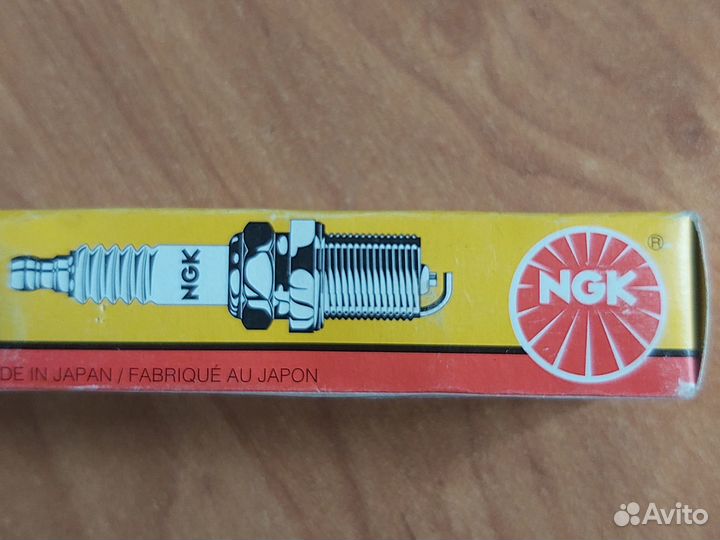 NGK
NGK
®
DE IN JAPAN / FABRIQUÉ AU JAPON
Avito